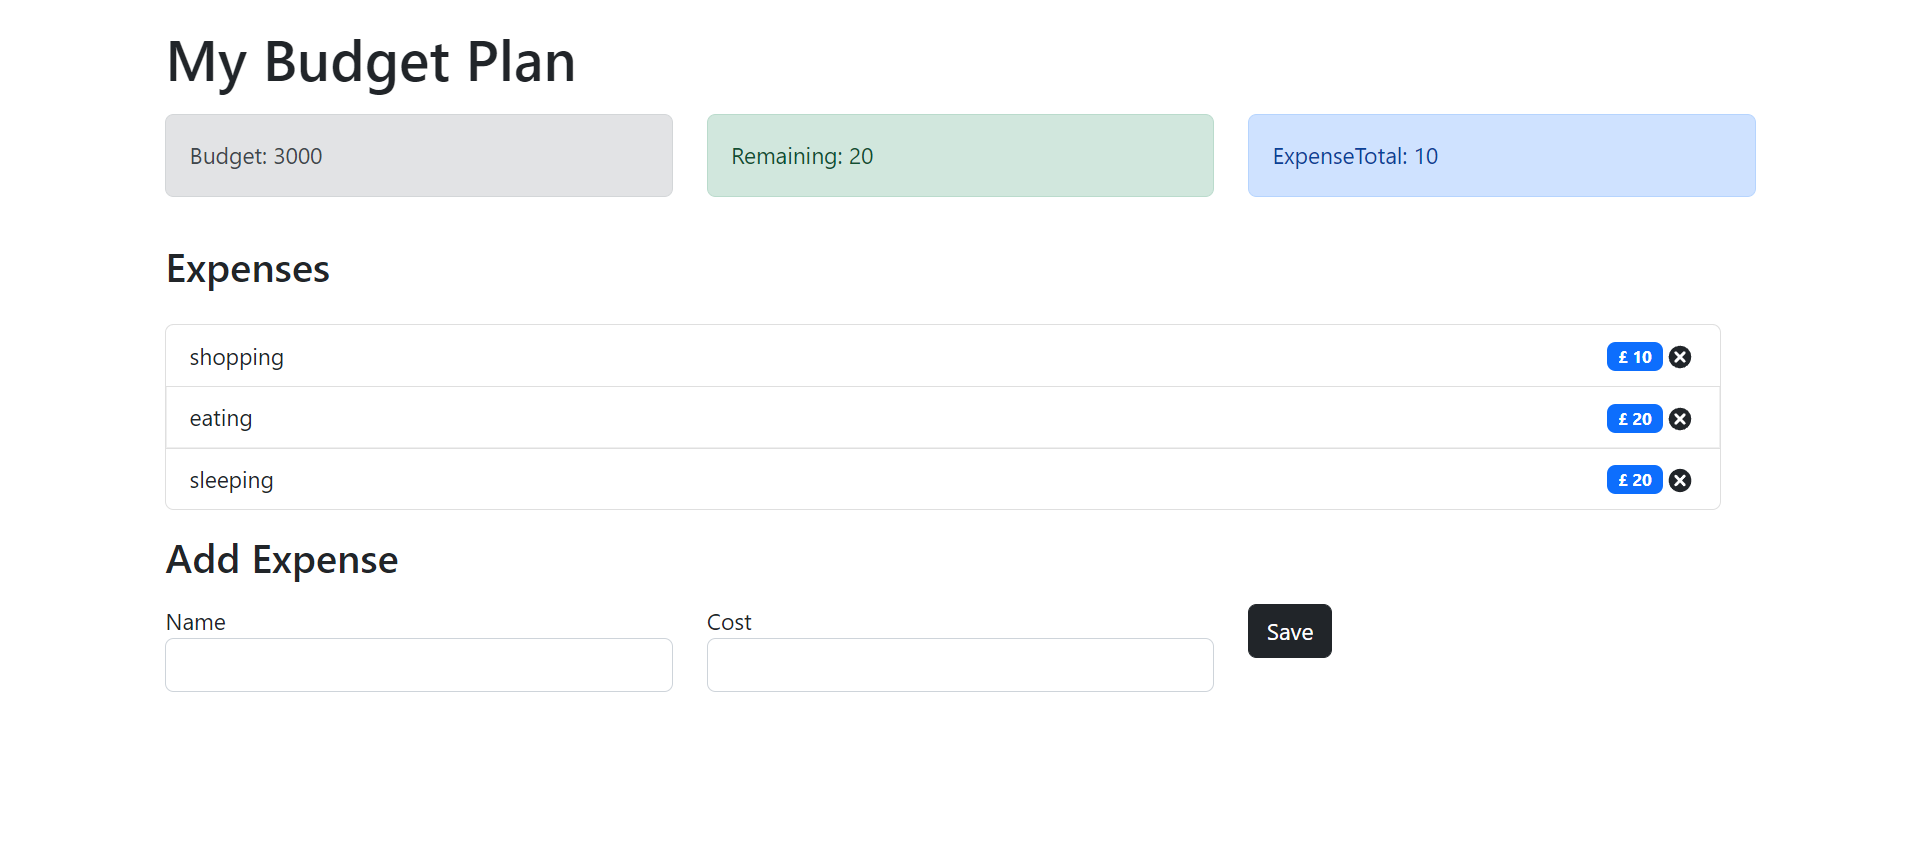 My Budget Plan
Budget: 3000
Remaining: 20
ExpenseTotal: 10
Expenses
shopping £ 10
eating £ 20
sleeping £ 20
Add Expense
Name Cost Save